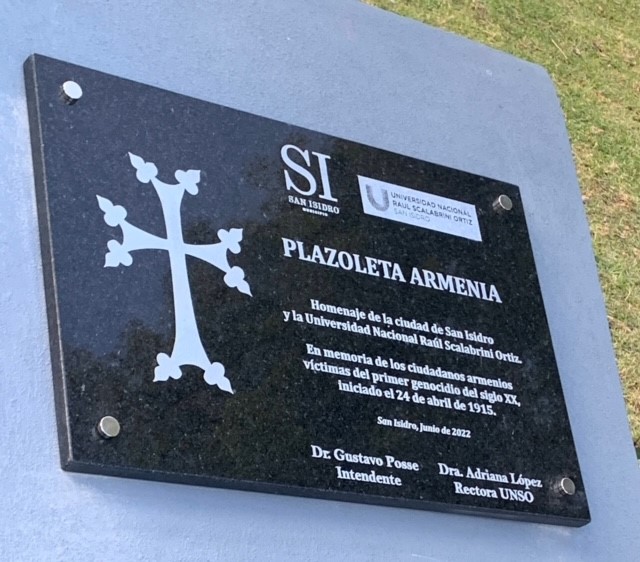 SI
SAN ISIDRO
MUNICIPIO
UNIVERSIDAD NACIONAL
RAÚL SCALABRINI ORTIZ
SAN ISIDRO
PLAZOLETA ARMENIA
Homenaje de la ciudad de San Isidro
y la Universidad Nacional Raúl Scalabrini Ortiz.
En memoria de los ciudadanos armenios
víctimas del primer genocidio del siglo XX,
iniciado el 24 de abril de 1915.
San Isidro, junio de 2022
Dr. Gustavo Posse
Intendente
Dra. Adriana López
Rectora UNSO